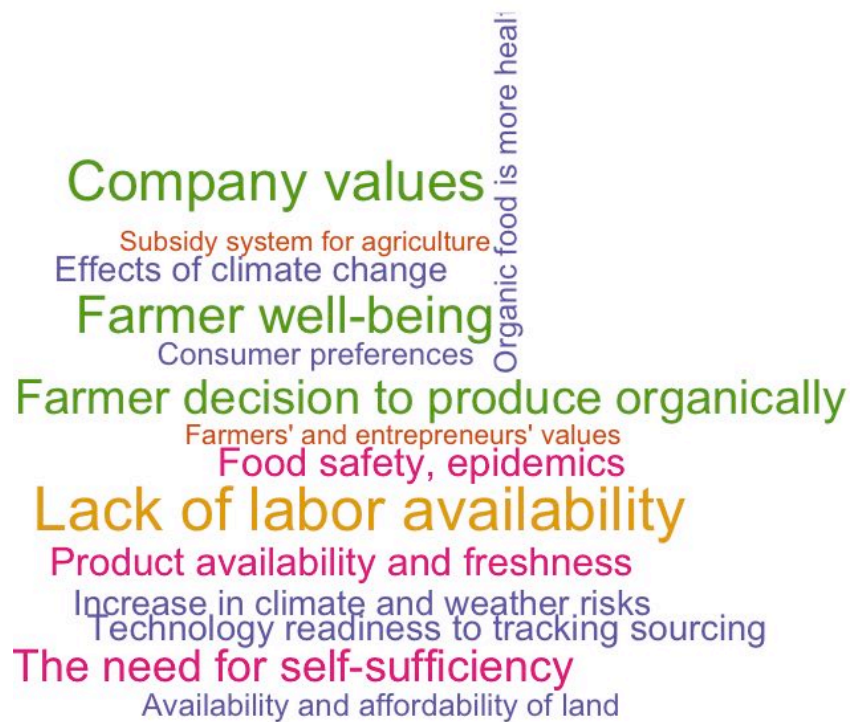 Organic food is more heal
Company values
Subsidy system for agriculture
Effects of climate change
Farmer well-being
Consumer preferences
Farmer decision to produce organically
Farmers' and entrepreneurs' values
Food safety, epidemics
Lack of labor availability
Product availability and freshness
Increase in climate and weather risks
Technology readiness to tracking sourcing
The need for self-sufficiency
Availability and affordability of land